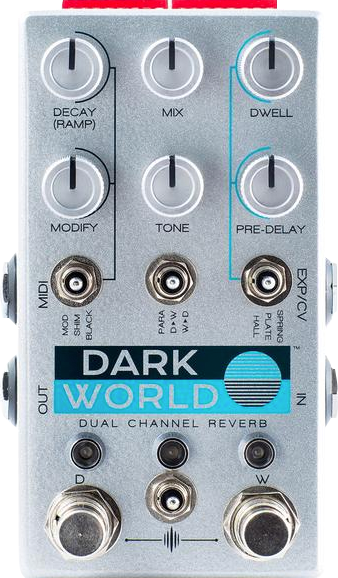 DECAY
(RAMP)
MIX
DWELL
MODIFY
TONE
PRE-DELAY
MIDI
EXP/CV
MOD
SHIM
BLACK
PARA
D▸W
W▸D
SPRING
PLATE
HALL
DARK
WORLD
™
OUT
IN
DUAL CHANNEL REVERB
D
W